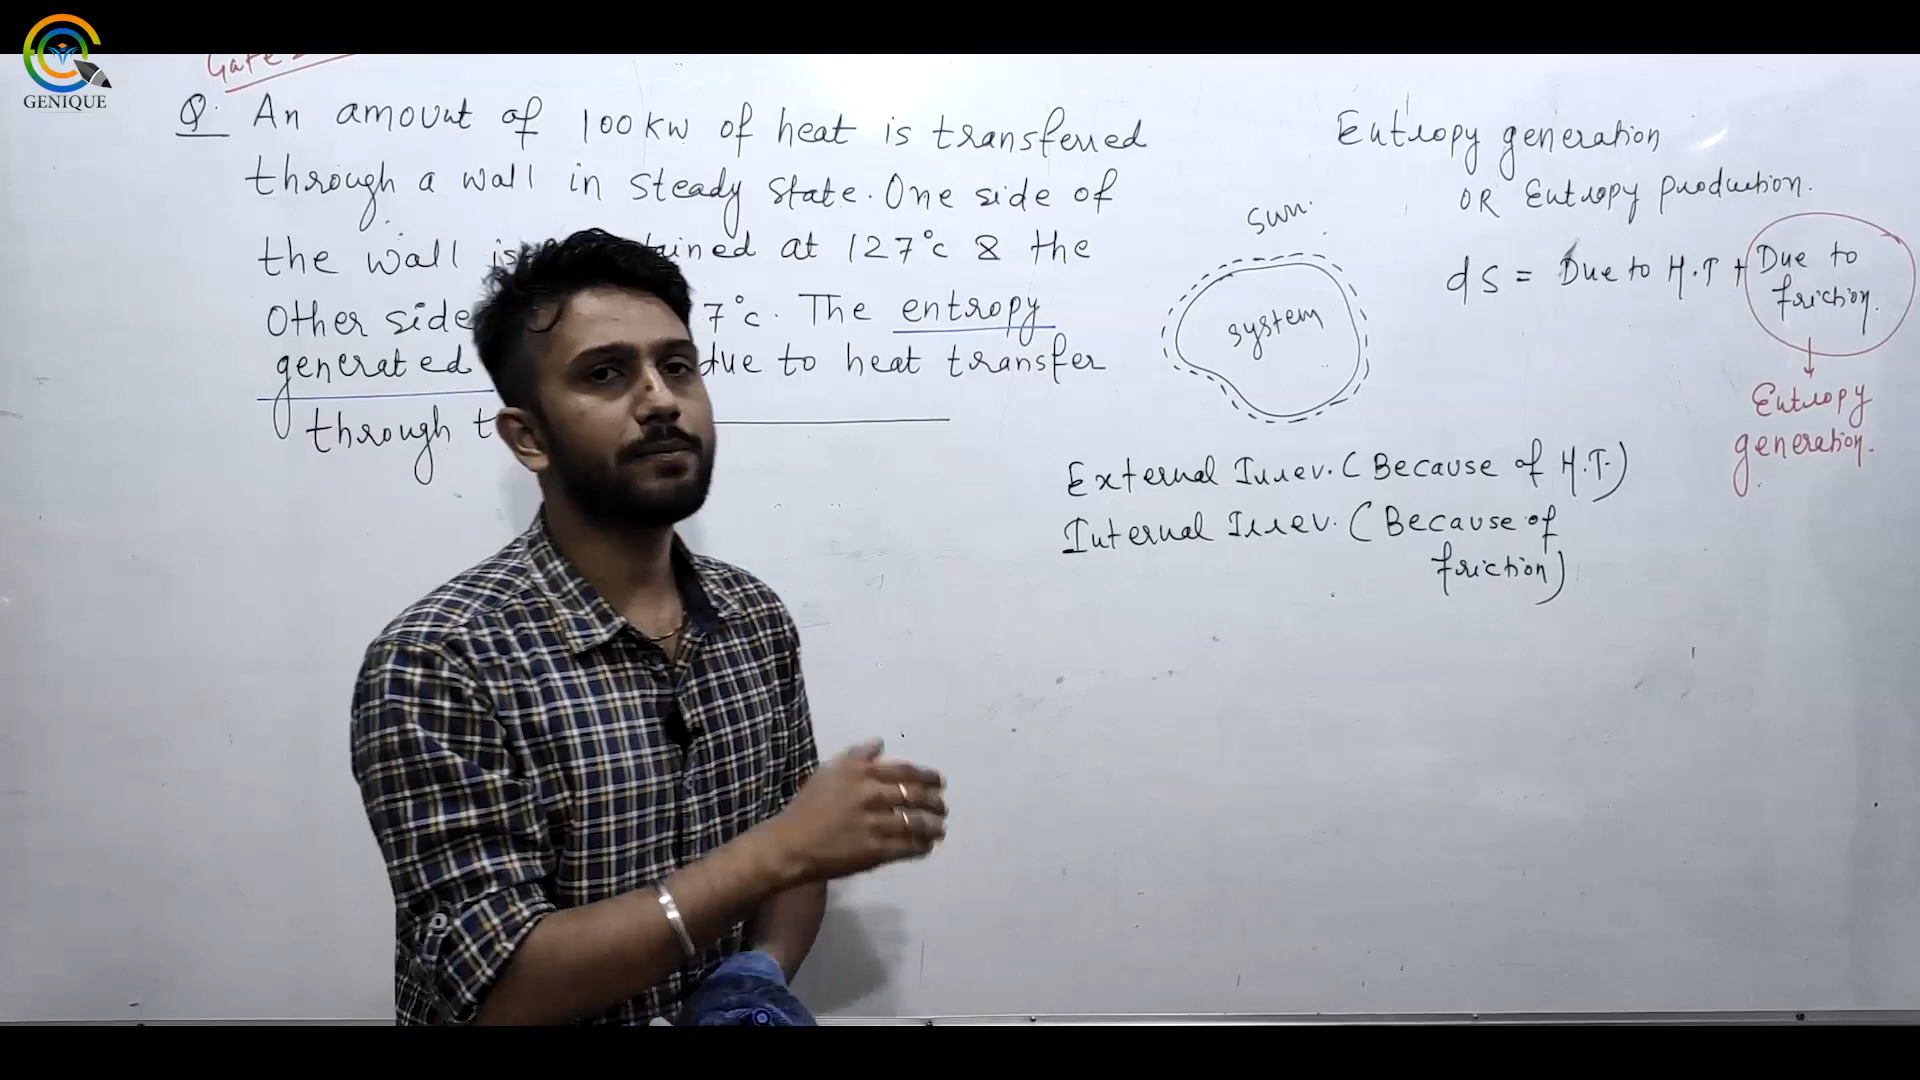 GENIQUE
Gate
Q. An amount of 100 kW of heat is transferred
through a wall in steady state. One side of
the wall is tained at 127°c & the
Other side 7°c. The entropy
generated due to heat transfer
through t
Entropy generation
OR Entropy production.
Surr.
system
ds = Due to H.T + Due to
friction.
Entropy
generation.
External Irrev. (Because of H.T.)
Internal Irrev. (Because of
friction)